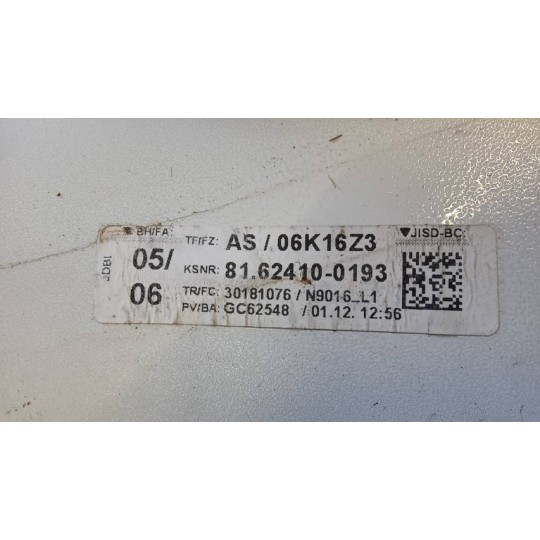 ▼ BH/FA: TF/FZ: AS / 06K16Z3 ▼JISD-BC:
05/ KSNR: 81.62410-0193
06 TR/FC: 30181076 / N9016_L1
PV/BA: GC62548 / 01.12. 12:56
JDBI